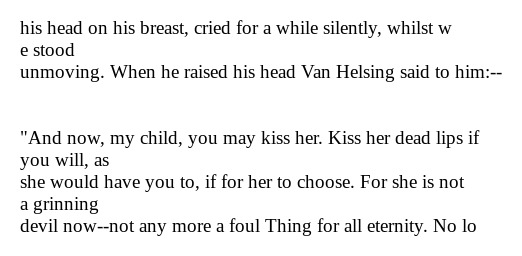 his head on his breast, cried for a while silently, whilst w
e stood
unmoving. When he raised his head Van Helsing said to him:--
"And now, my child, you may kiss her. Kiss her dead lips if
you will, as
she would have you to, if for her to choose. For she is not
a grinning
devil now--not any more a foul Thing for all eternity. No lo